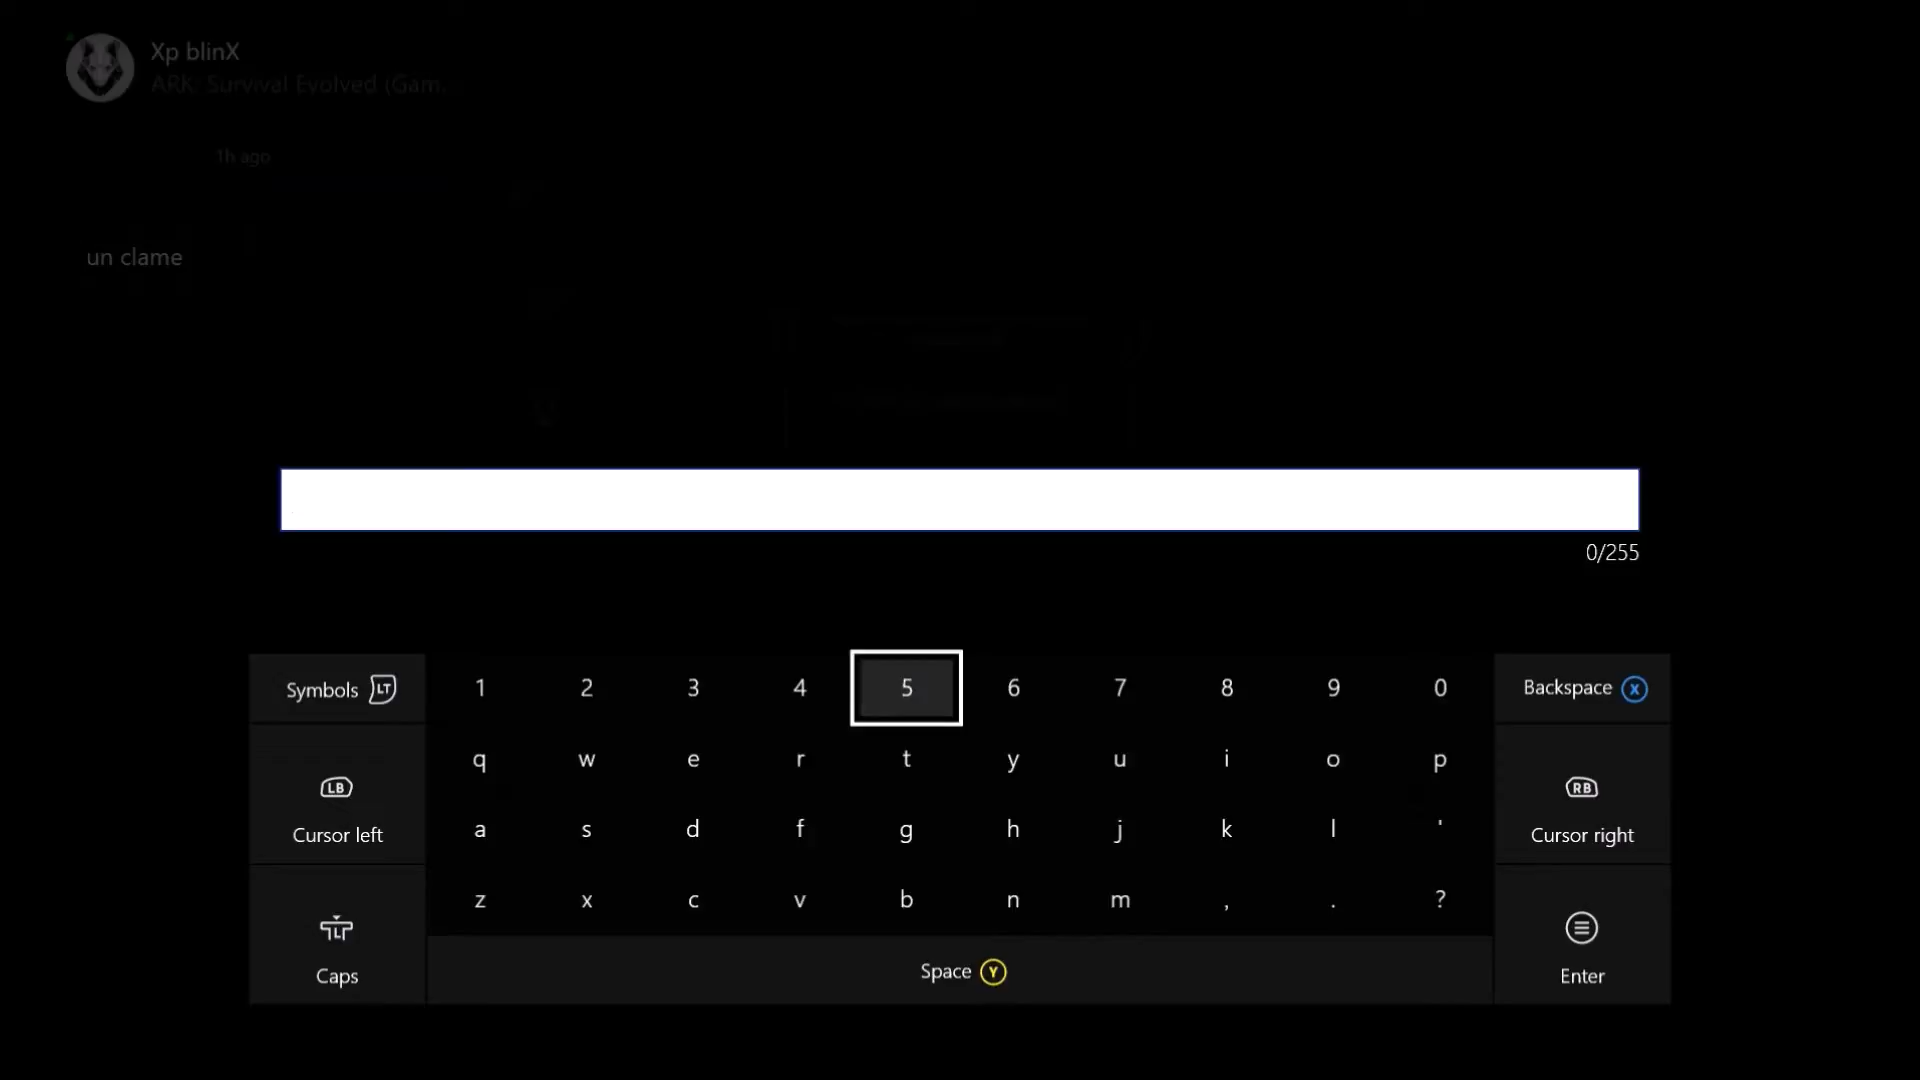 Xp blinX
ARK: Survival Evolved (Gam...
1h ago
un clame
0/255
Symbols LT 1 2 3 4 5 6 7 8 9 0 Backspace X
q w e r t y u i o p
LB RB
Cursor left a s d f g h j k l ' Cursor right
z x c v b n m , . ?
Caps Space Y Enter